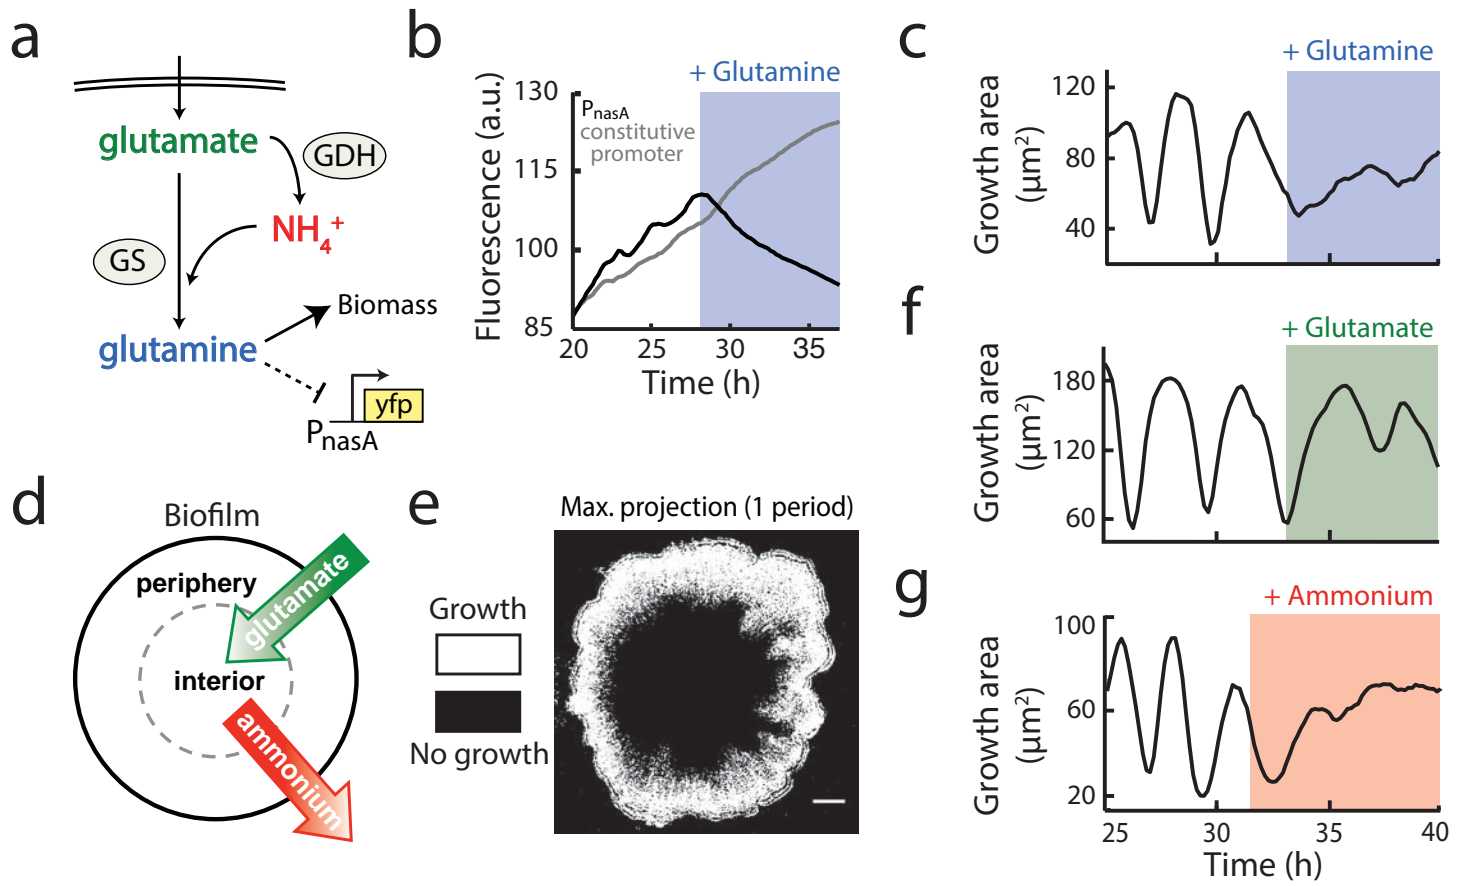 a
glutamate
GDH
NH4+
GS
glutamine
Biomass
yfp
PnasA
b
+ Glutamine
Fluorescence (a.u.)
130
115
100
85
PnasA
constitutive
promoter
20
25
30
35
Time (h)
c
+ Glutamine
Growth area
(µm2)
120
80
40
d
Biofilm
periphery
glutamate
interior
ammonium
e
Max. projection (1 period)
Growth
No growth
f
+ Glutamate
Growth area
(µm2)
180
120
60
g
+ Ammonium
Growth area
(µm2)
100
60
20
25
30
35
40
Time (h)